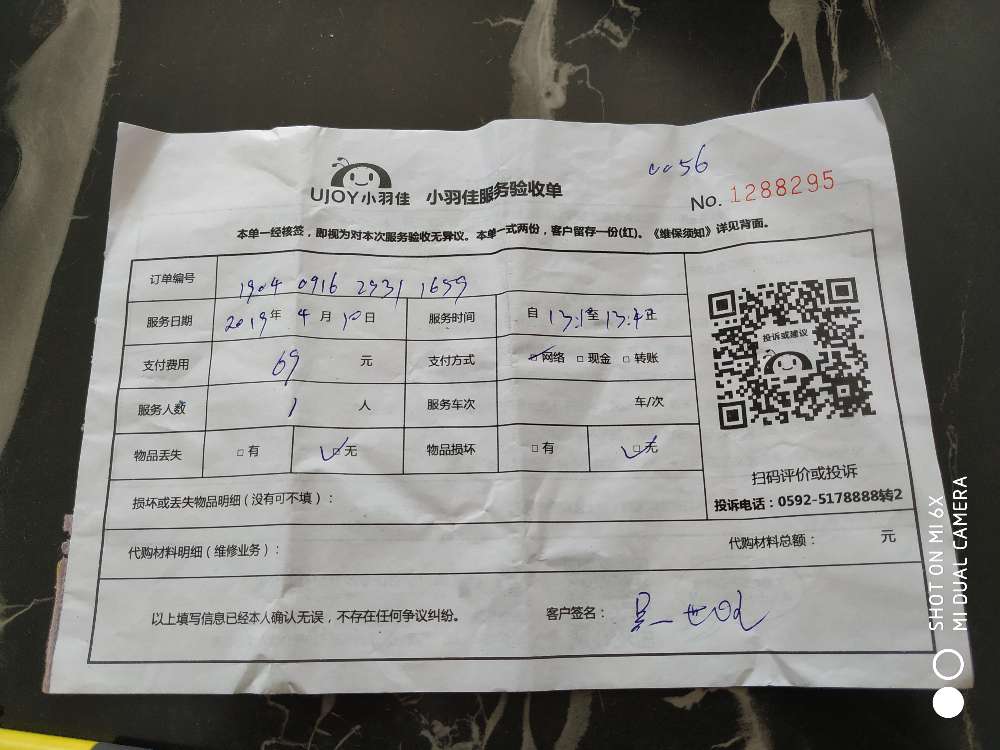 0056
UJOY小羽佳 小羽佳服务验收单
No. 1288295
本单一经核签，即视为对本次服务验收无异议。本单一式两份，客户留存一份(红)。《维保须知》详见背面。
订单编号 1904 0916 2931 1659
服务日期 2019年 4月 10日 服务时间 自 13:1 至 13:4 止
支付费用 69 元 支付方式 网络 现金 转账
服务人数 1 人 服务车次 车/次
物品丢失 有 无 物品损坏 有 无
投诉或建议
扫码评价或投诉
投诉电话：0592-5178888转2
损坏或丢失物品明细（没有可不填）：
代购材料明细（维修业务）： 代购材料总额： 元
以上填写信息已经本人确认无误，不存在任何争议纠纷。 客户签名：
SHOT ON MI 6X
MI DUAL CAMERA